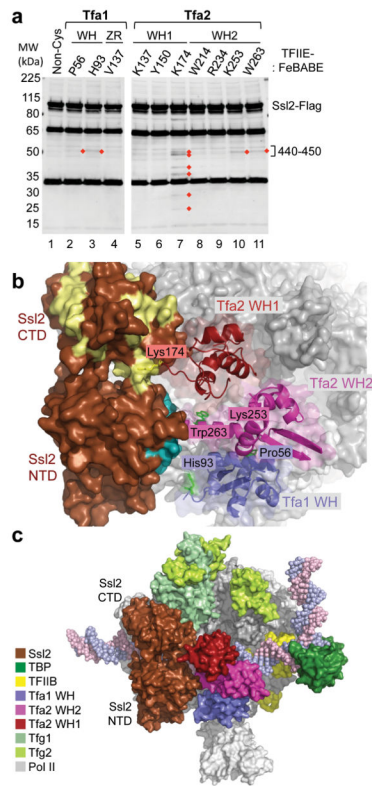 a
Tfa1 Tfa2
WH ZR WH1 WH2
MW
(kDa)
Non-Cys P56 H93 V137 K137 Y150 K174 W214 R234 K253 W263
TFIIE-
: FeBABE
225
115
80
65
50
35
30
25
15
Ssl2-Flag
440-450
1 2 3 4 5 6 7 8 9 10 11
b
Ssl2
CTD
Tfa2 WH1
Lys174
Tfa2 WH2
Lys253
Trp263
Pro56
His93
Ssl2
NTD
Tfa1 WH
c
Ssl2
CTD
Ssl2
NTD
Ssl2
TBP
TFIIB
Tfa1 WH
Tfa2 WH2
Tfa2 WH1
Tfg1
Tfg2
Pol II